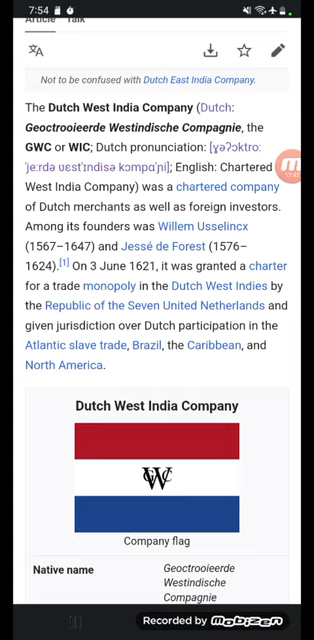 7:54
Article Talk
Not to be confused with Dutch East India Company.
The Dutch West India Company (Dutch:
Geoctrooieerde Westindische Compagnie, the
GWC or WIC; Dutch pronunciation: [ɣəʔɔktroː
ˈjeːrdə ʋɛstˈɪndisə kɔmpɑˈɲi]; English: Chartered
West India Company) was a chartered company
of Dutch merchants as well as foreign investors.
Among its founders was Willem Usselincx
(1567–1647) and Jessé de Forest (1576–
1624).[1] On 3 June 1621, it was granted a charter
for a trade monopoly in the Dutch West Indies by
the Republic of the Seven United Netherlands and
given jurisdiction over Dutch participation in the
Atlantic slave trade, Brazil, the Caribbean, and
North America.
Dutch West India Company
GWC
Company flag
Native name
Geoctrooieerde
Westindische
Compagnie
Recorded by Mobizen